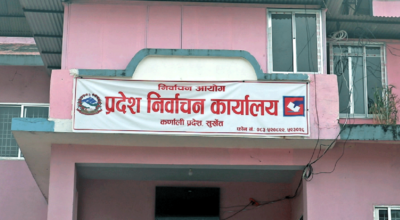 निर्वाचन आयोग
प्रदेश निर्वाचन कार्यालय
कर्णाली प्रदेश, सुर्खेत
फोन नं.